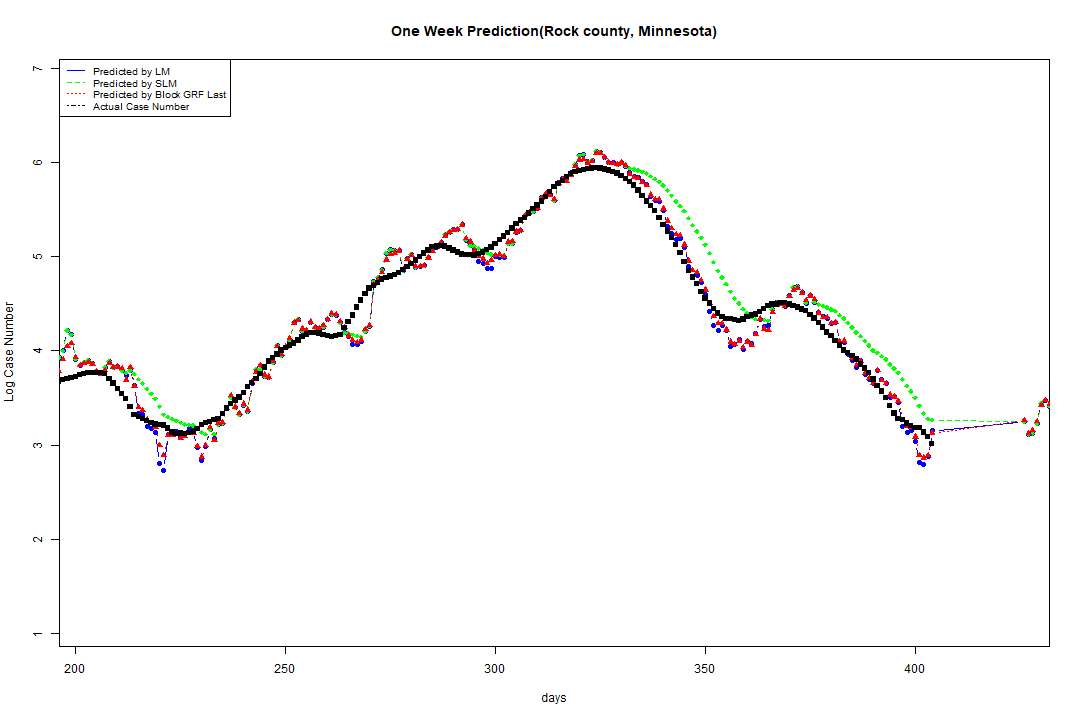 One Week Prediction(Rock county, Minnesota)
Predicted by LM
Predicted by SLM
Predicted by Block GRF Last
Actual Case Number
7
6
5
4
3
2
1
Log Case Number
200 250 300 350 400
days